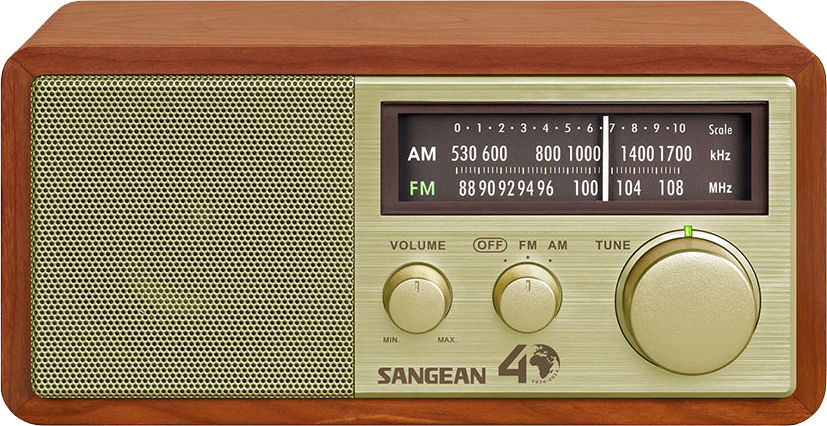 0 • 1 • 2 • 3 • 4 • 5 • 6 • 7 • 8 • 9 • 10 Scale
AM 530 600 800 1000 1400 1700 kHz
FM 88 90 92 94 96 100 104 108 MHz
VOLUME OFF FM AM TUNE
MIN. MAX.
SANGEAN 40
1974-2014